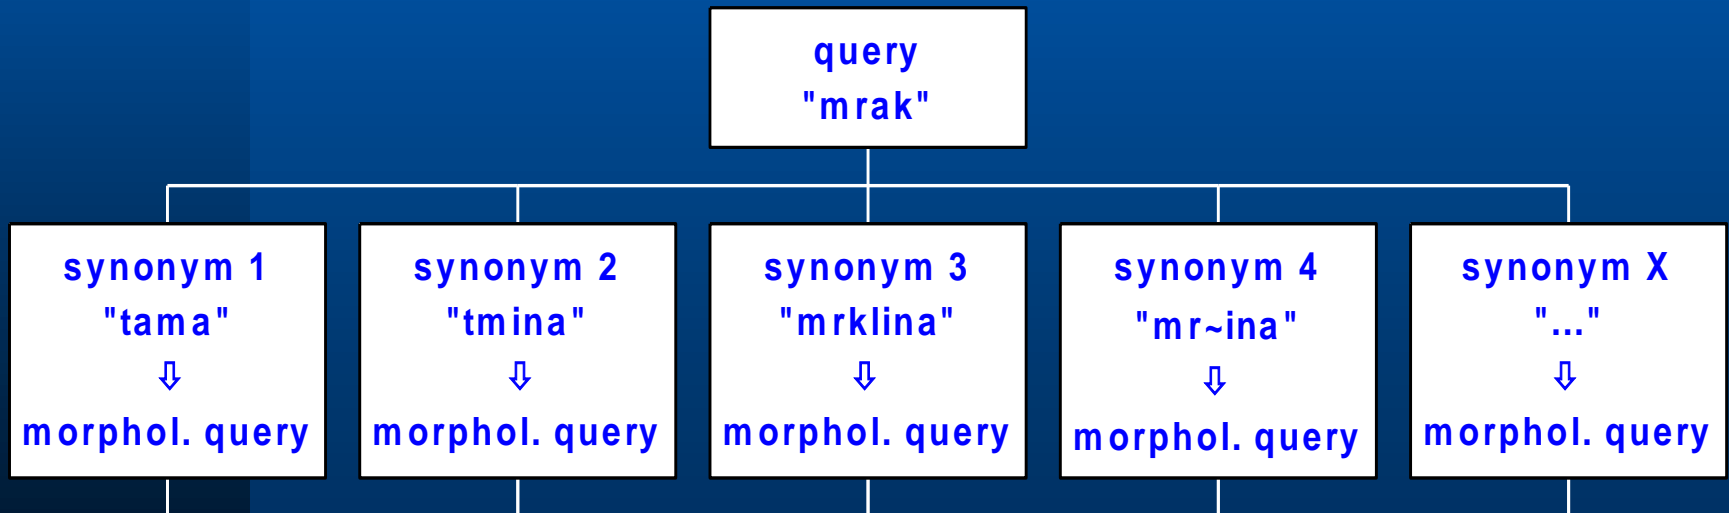 query
"mrak"
synonym 1
"tama"
⇩
morphol. query
synonym 2
"tmina"
⇩
morphol. query
synonym 3
"mrklina"
⇩
morphol. query
synonym 4
"mr~ina"
⇩
morphol. query
synonym X
"..."
⇩
morphol. query